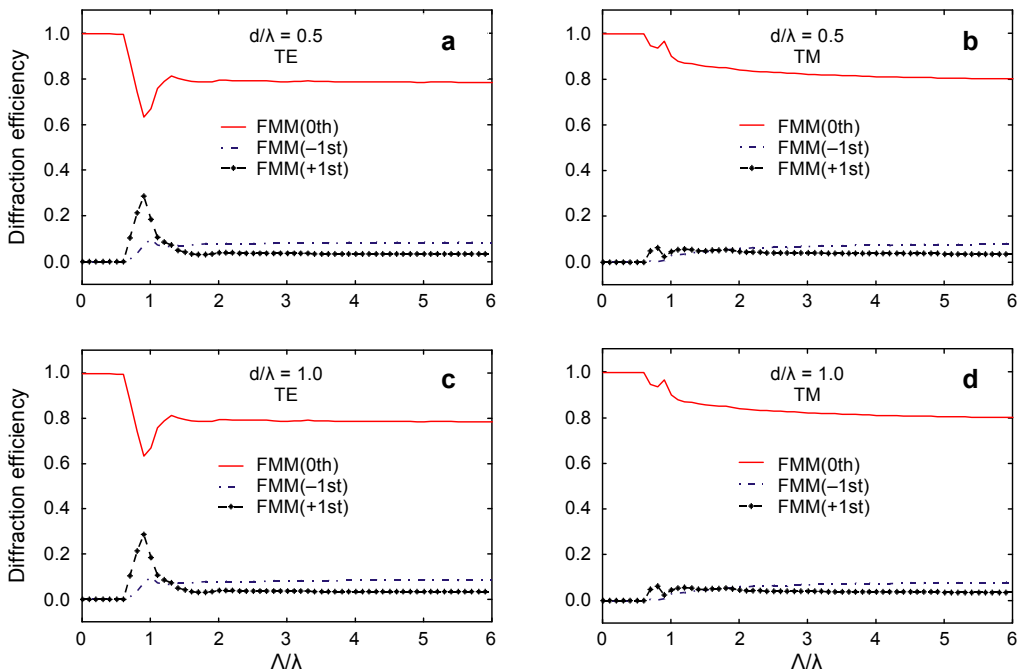 d/λ = 0.5
TE
a
FMM(0th)
FMM(–1st)
FMM(+1st)
Diffraction efficiency
1.0
0.8
0.6
0.4
0.2
0.0
0 1 2 3 4 5 6
d/λ = 0.5
TM
b
FMM(0th)
FMM(–1st)
FMM(+1st)
1.0
0.8
0.6
0.4
0.2
0.0
0 1 2 3 4 5 6
d/λ = 1.0
TE
c
FMM(0th)
FMM(–1st)
FMM(+1st)
Diffraction efficiency
1.0
0.8
0.6
0.4
0.2
0.0
0 1 2 3 4 5 6
Λ/λ
d/λ = 1.0
TM
d
FMM(0th)
FMM(–1st)
FMM(+1st)
1.0
0.8
0.6
0.4
0.2
0.0
0 1 2 3 4 5 6
Λ/λ